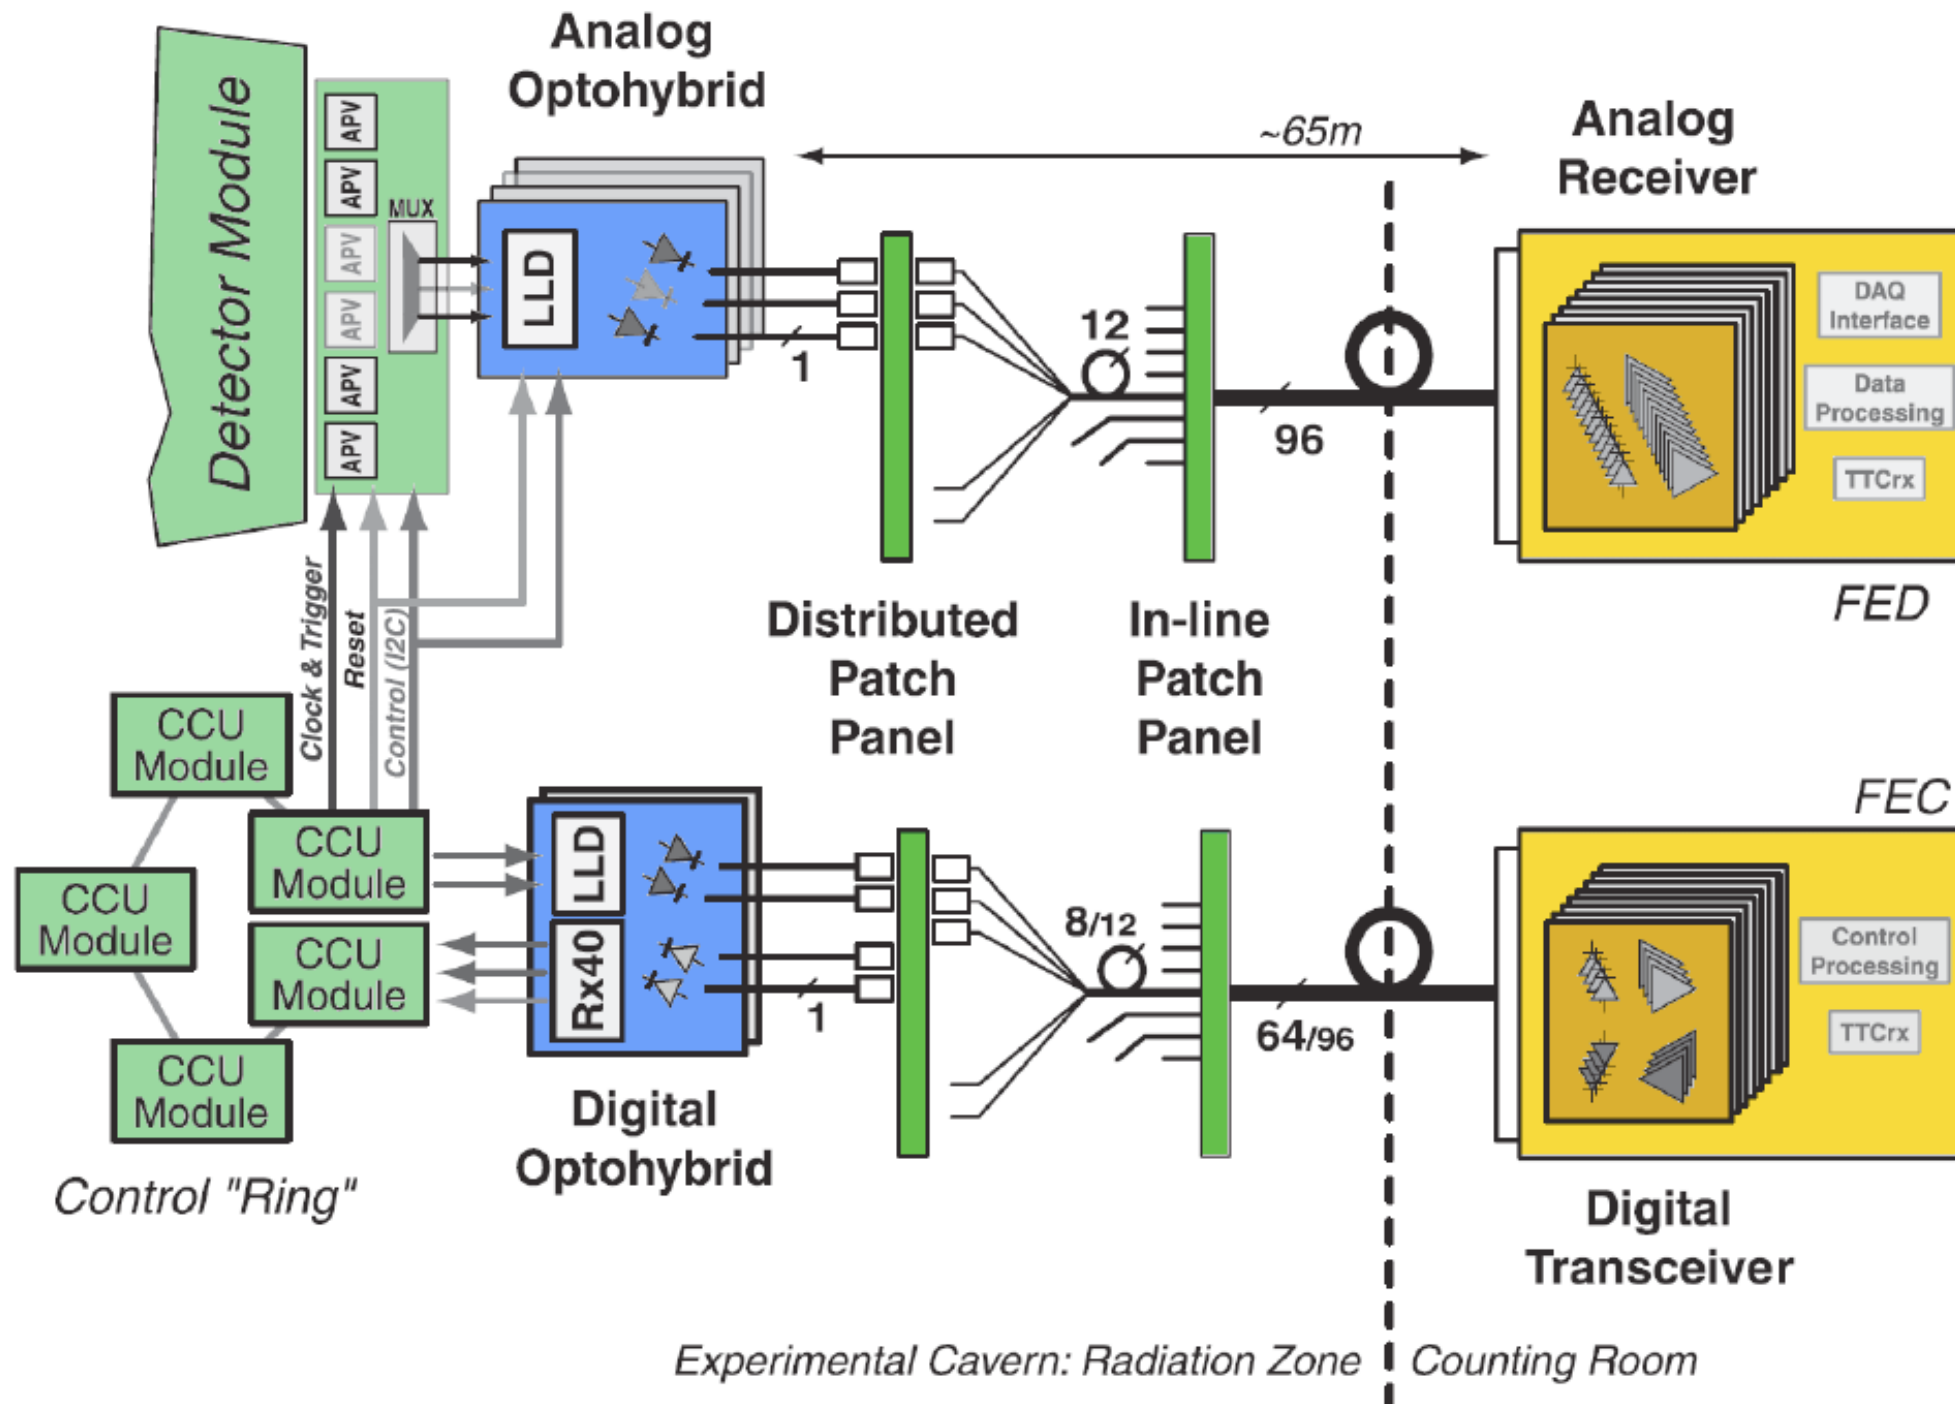 Analog
Optohybrid
Detector Module
APV
APV
APV
APV
APV
APV
MUX
LLD
1
~65m
12
96
Analog
Receiver
DAQ
Interface
Data
Processing
TTCrx
FED
Clock & Trigger
Reset
Control (I2C)
Distributed
Patch
Panel
In-line
Patch
Panel
CCU
Module
CCU
Module
CCU
Module
CCU
Module
CCU
Module
Control "Ring"
LLD
Rx40
1
Digital
Optohybrid
8/12
64/96
FEC
Control
Processing
TTCrx
Digital
Transceiver
Experimental Cavern: Radiation Zone
Counting Room